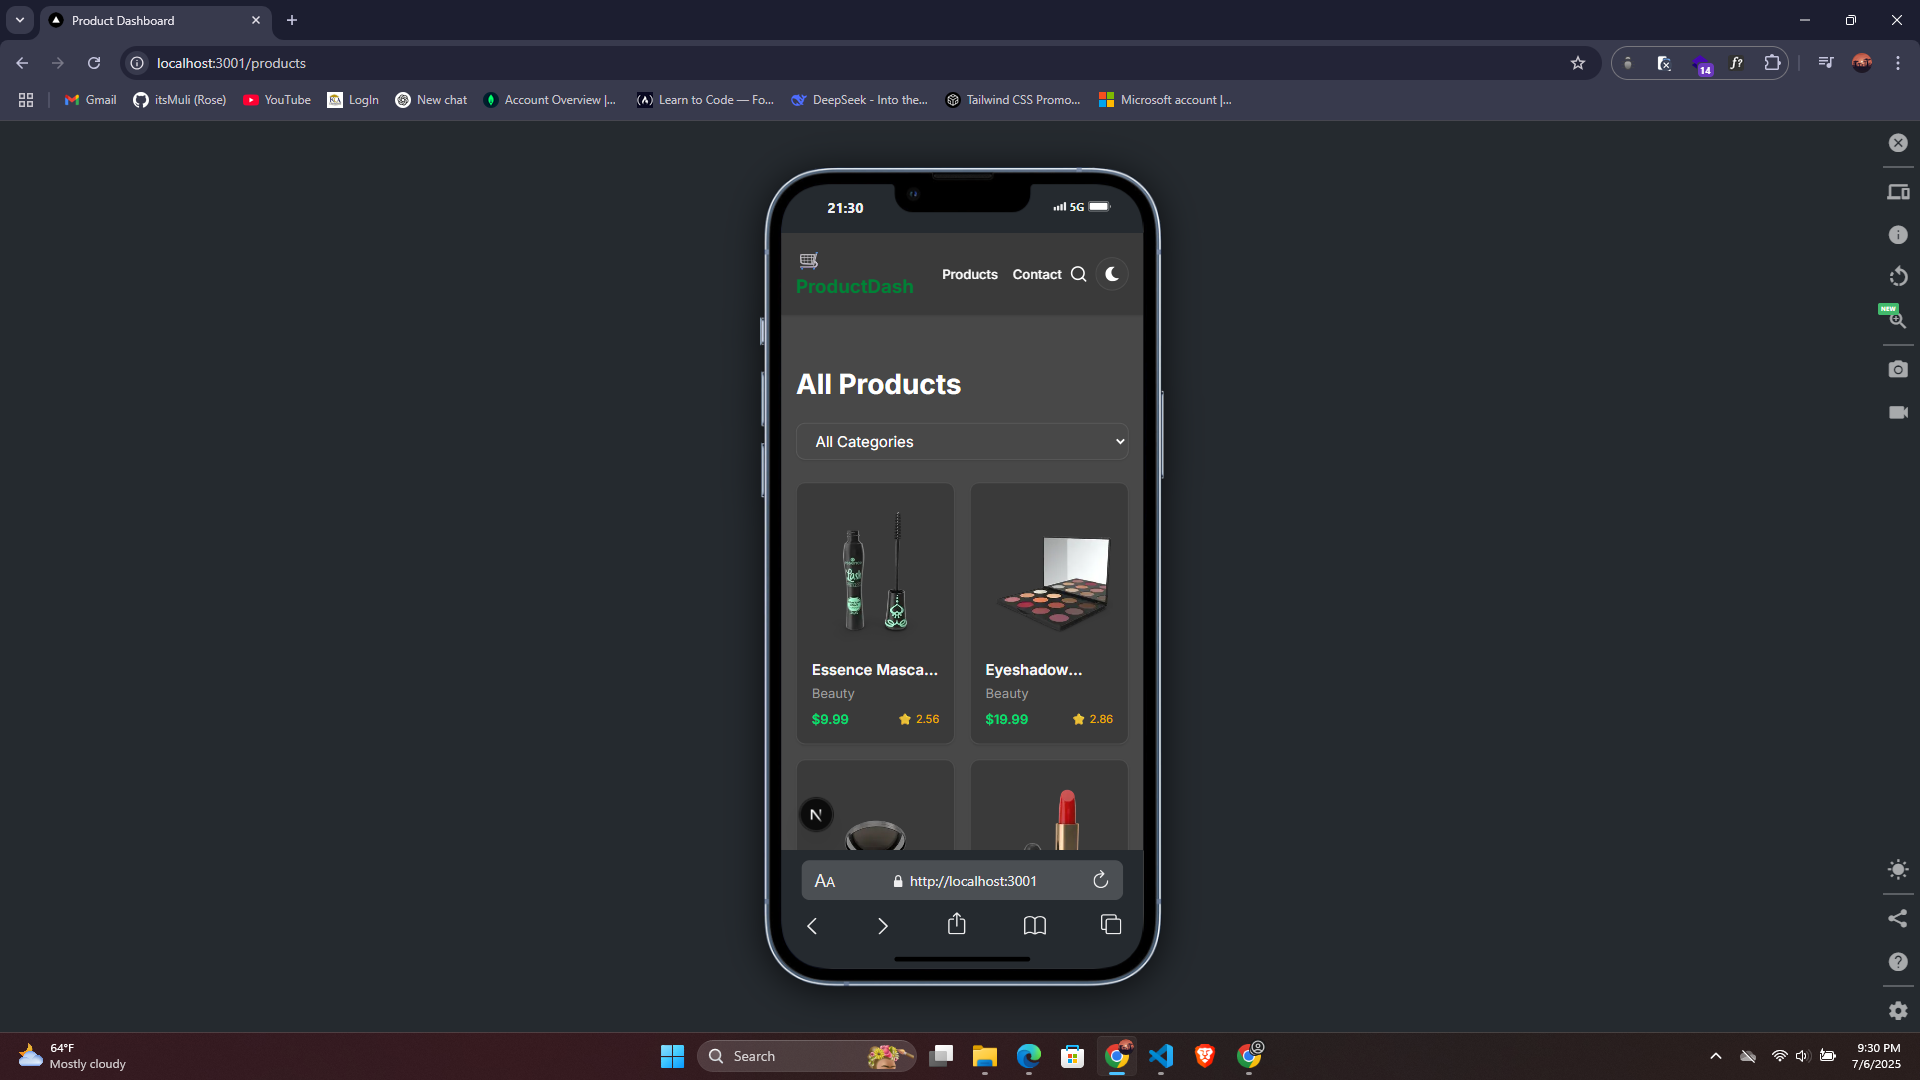 Product Dashboard
localhost:3001/products
14
f?
Gmail
itsMuli (Rose)
YouTube
LogIn
New chat
Account Overview |...
Learn to Code — Fo...
DeepSeek - Into the...
Tailwind CSS Promo...
Microsoft account |...
NEW
21:30
5G
ProductDash
Products
Contact
All Products
All Categories
Essence Masca...
Beauty
$9.99
2.56
Eyeshadow...
Beauty
$19.99
2.86
N
AA
http://localhost:3001
64°F
Mostly cloudy
Search
9:30 PM
7/6/2025